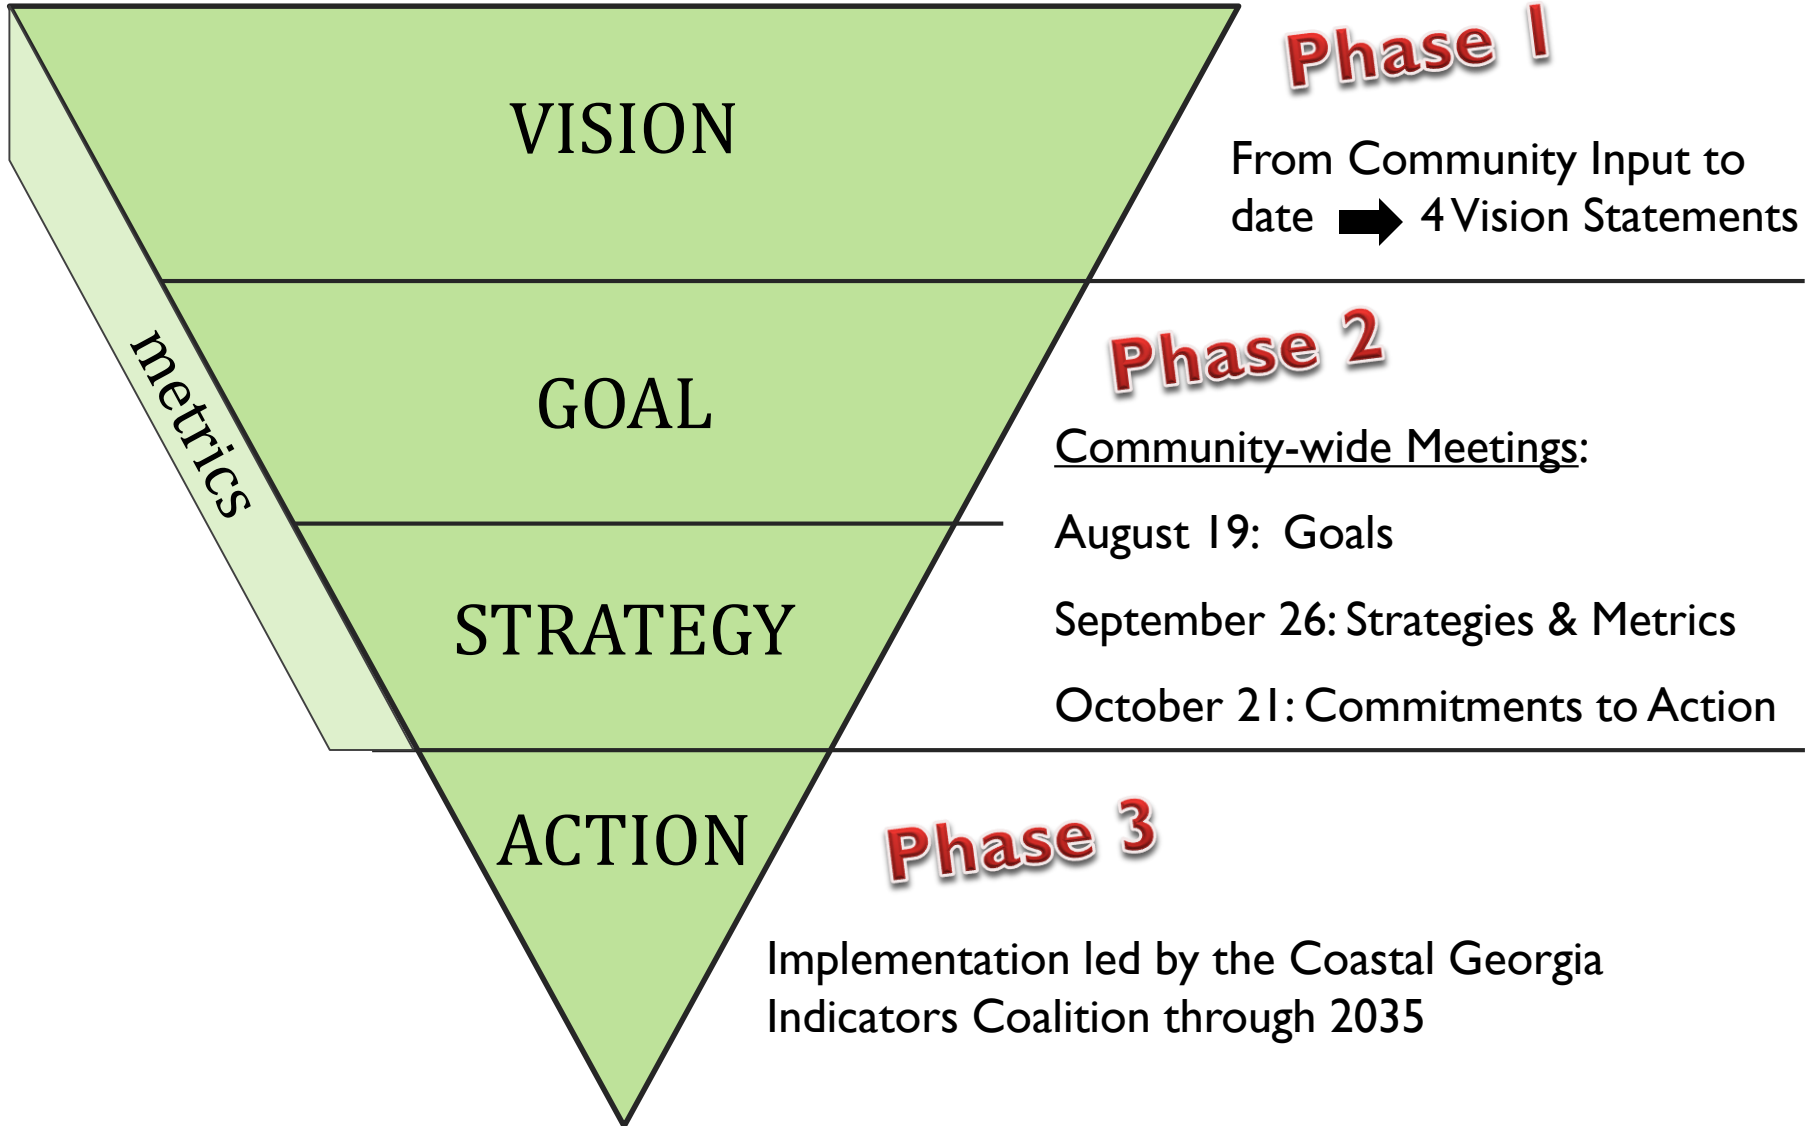 VISION
Phase 1
From Community Input to
date 4 Vision Statements
metrics
GOAL
Phase 2
Community-wide Meetings:
August 19: Goals
STRATEGY
September 26: Strategies & Metrics
October 21: Commitments to Action
ACTION
Phase 3
Implementation led by the Coastal Georgia
Indicators Coalition through 2035